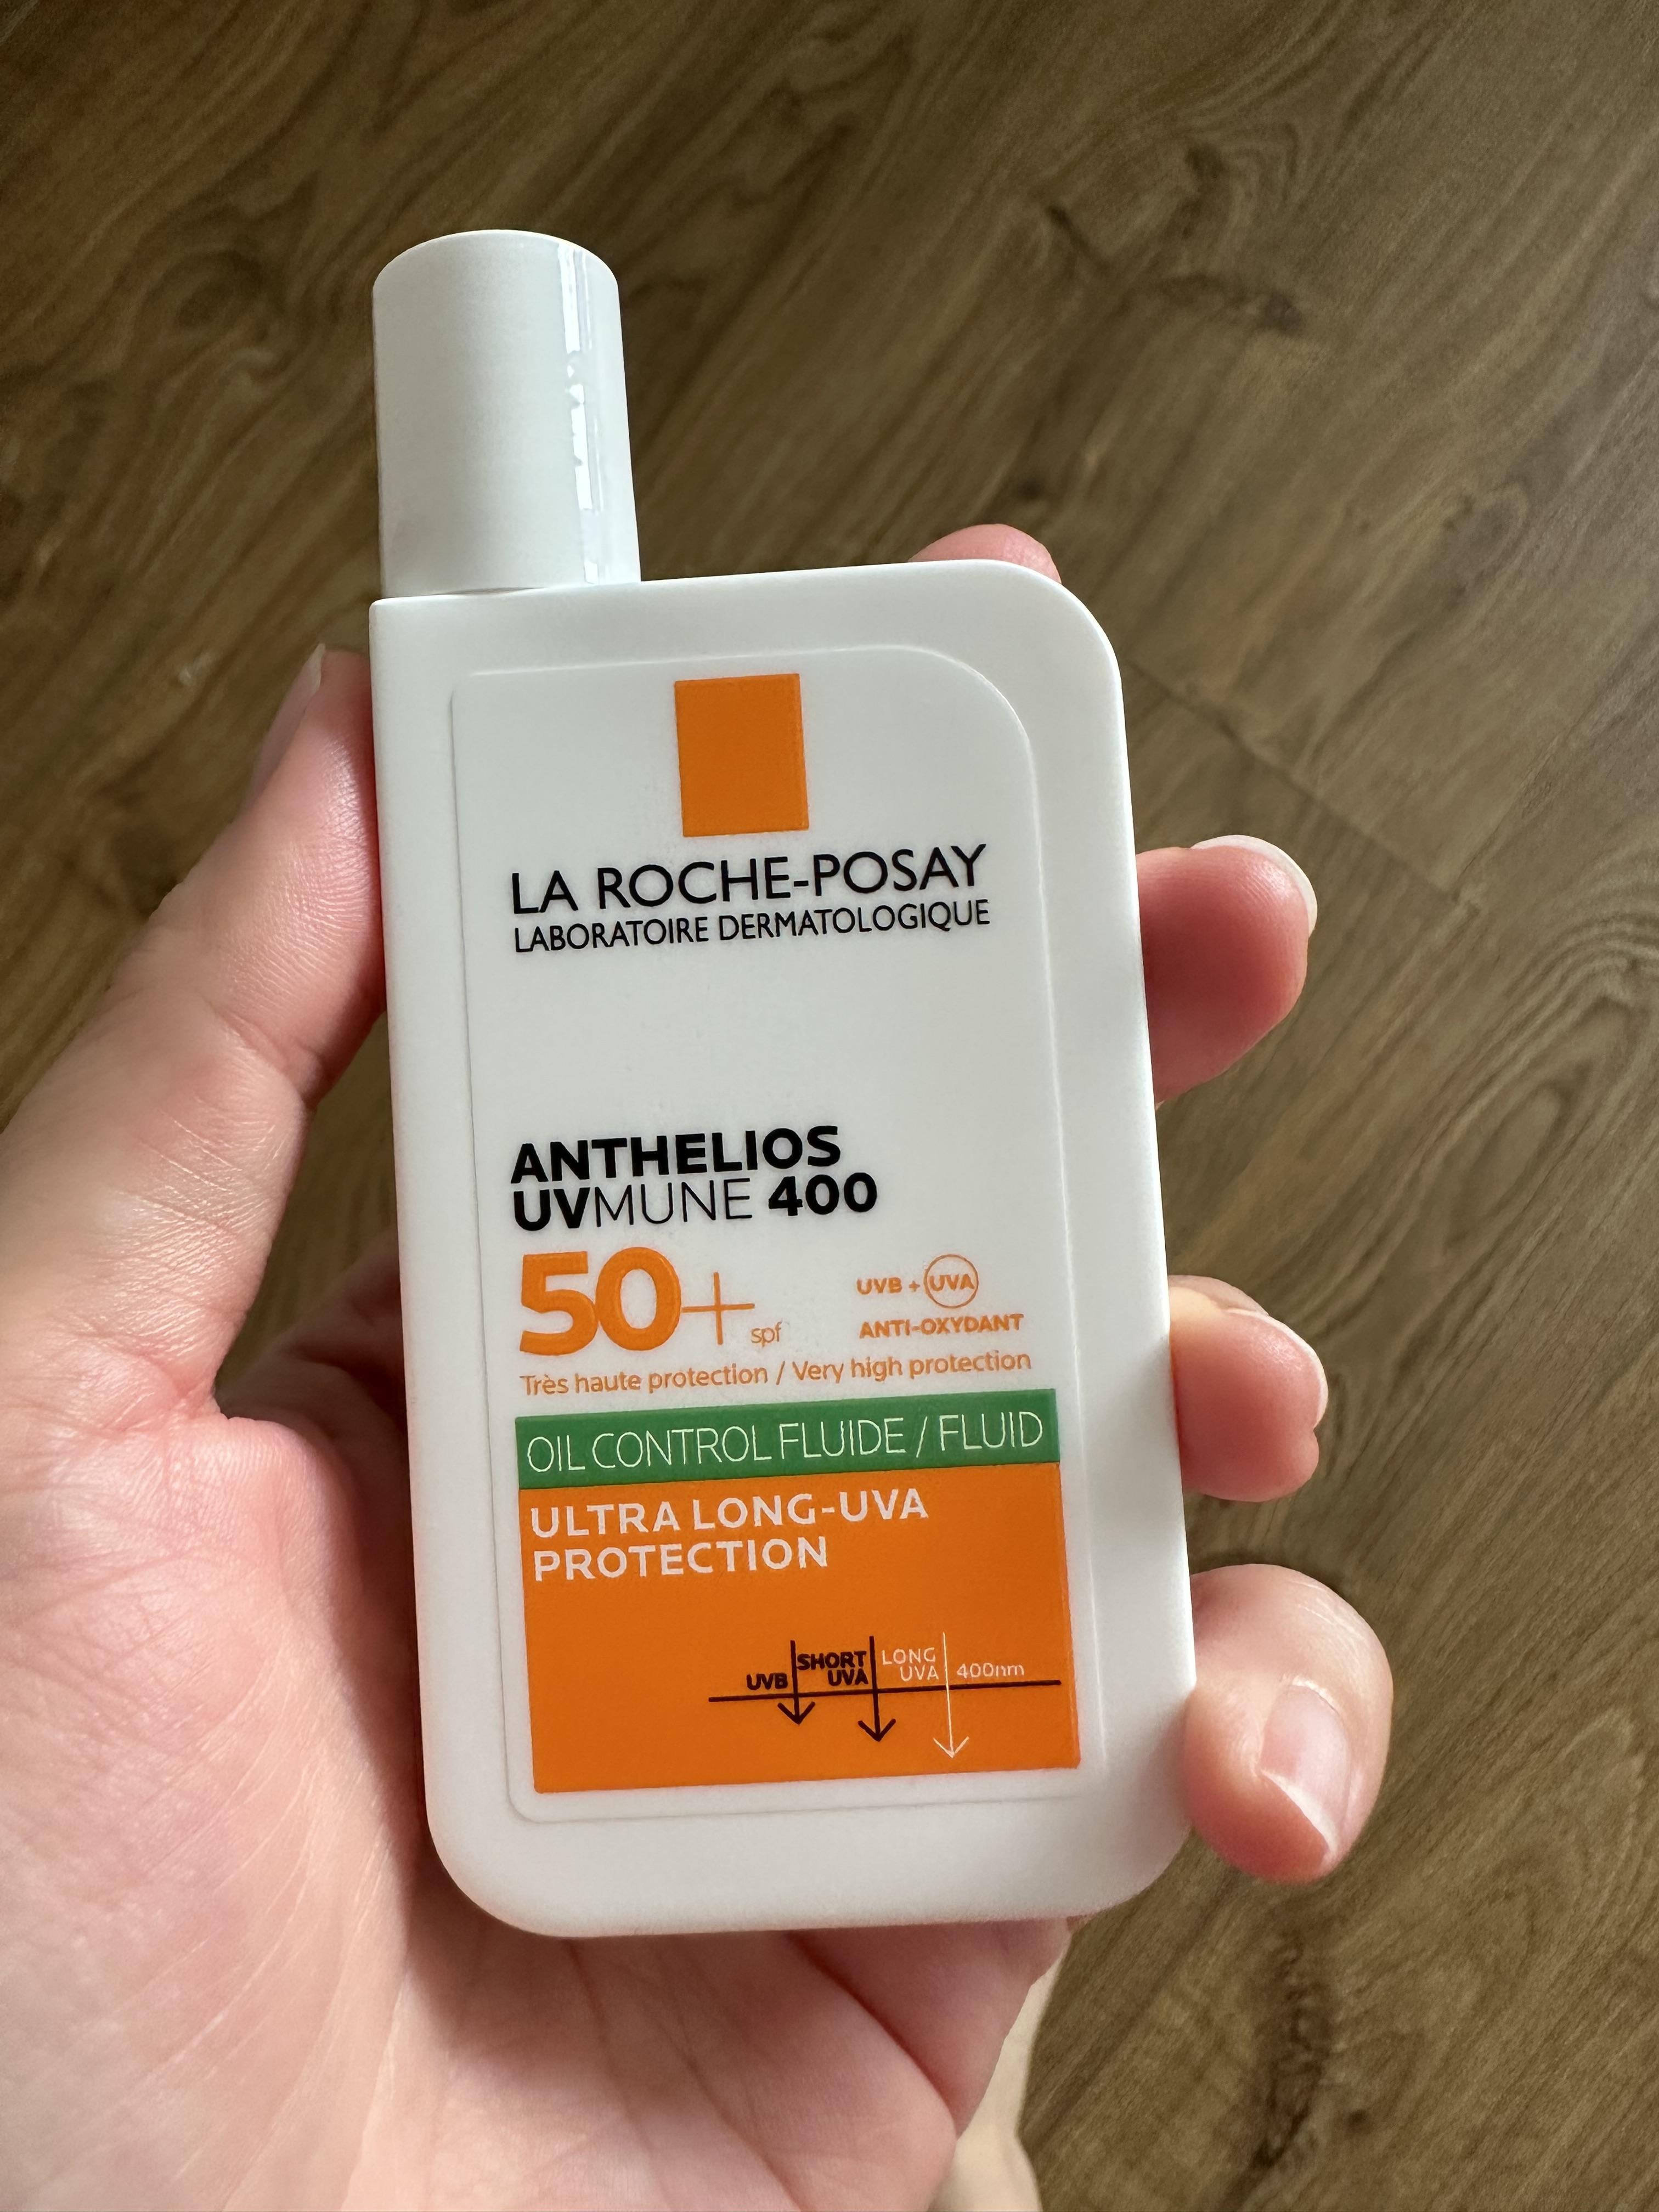 LA ROCHE-POSAY
LABORATOIRE DERMATOLOGIQUE
ANTHELIOS
UVMUNE 400
50+ spf
UVB + UVA
ANTI-OXYDANT
Très haute protection / Very high protection
OIL CONTROL FLUIDE / FLUID
ULTRA LONG-UVA
PROTECTION
UVB
SHORT
UVA
LONG
UVA
400nm